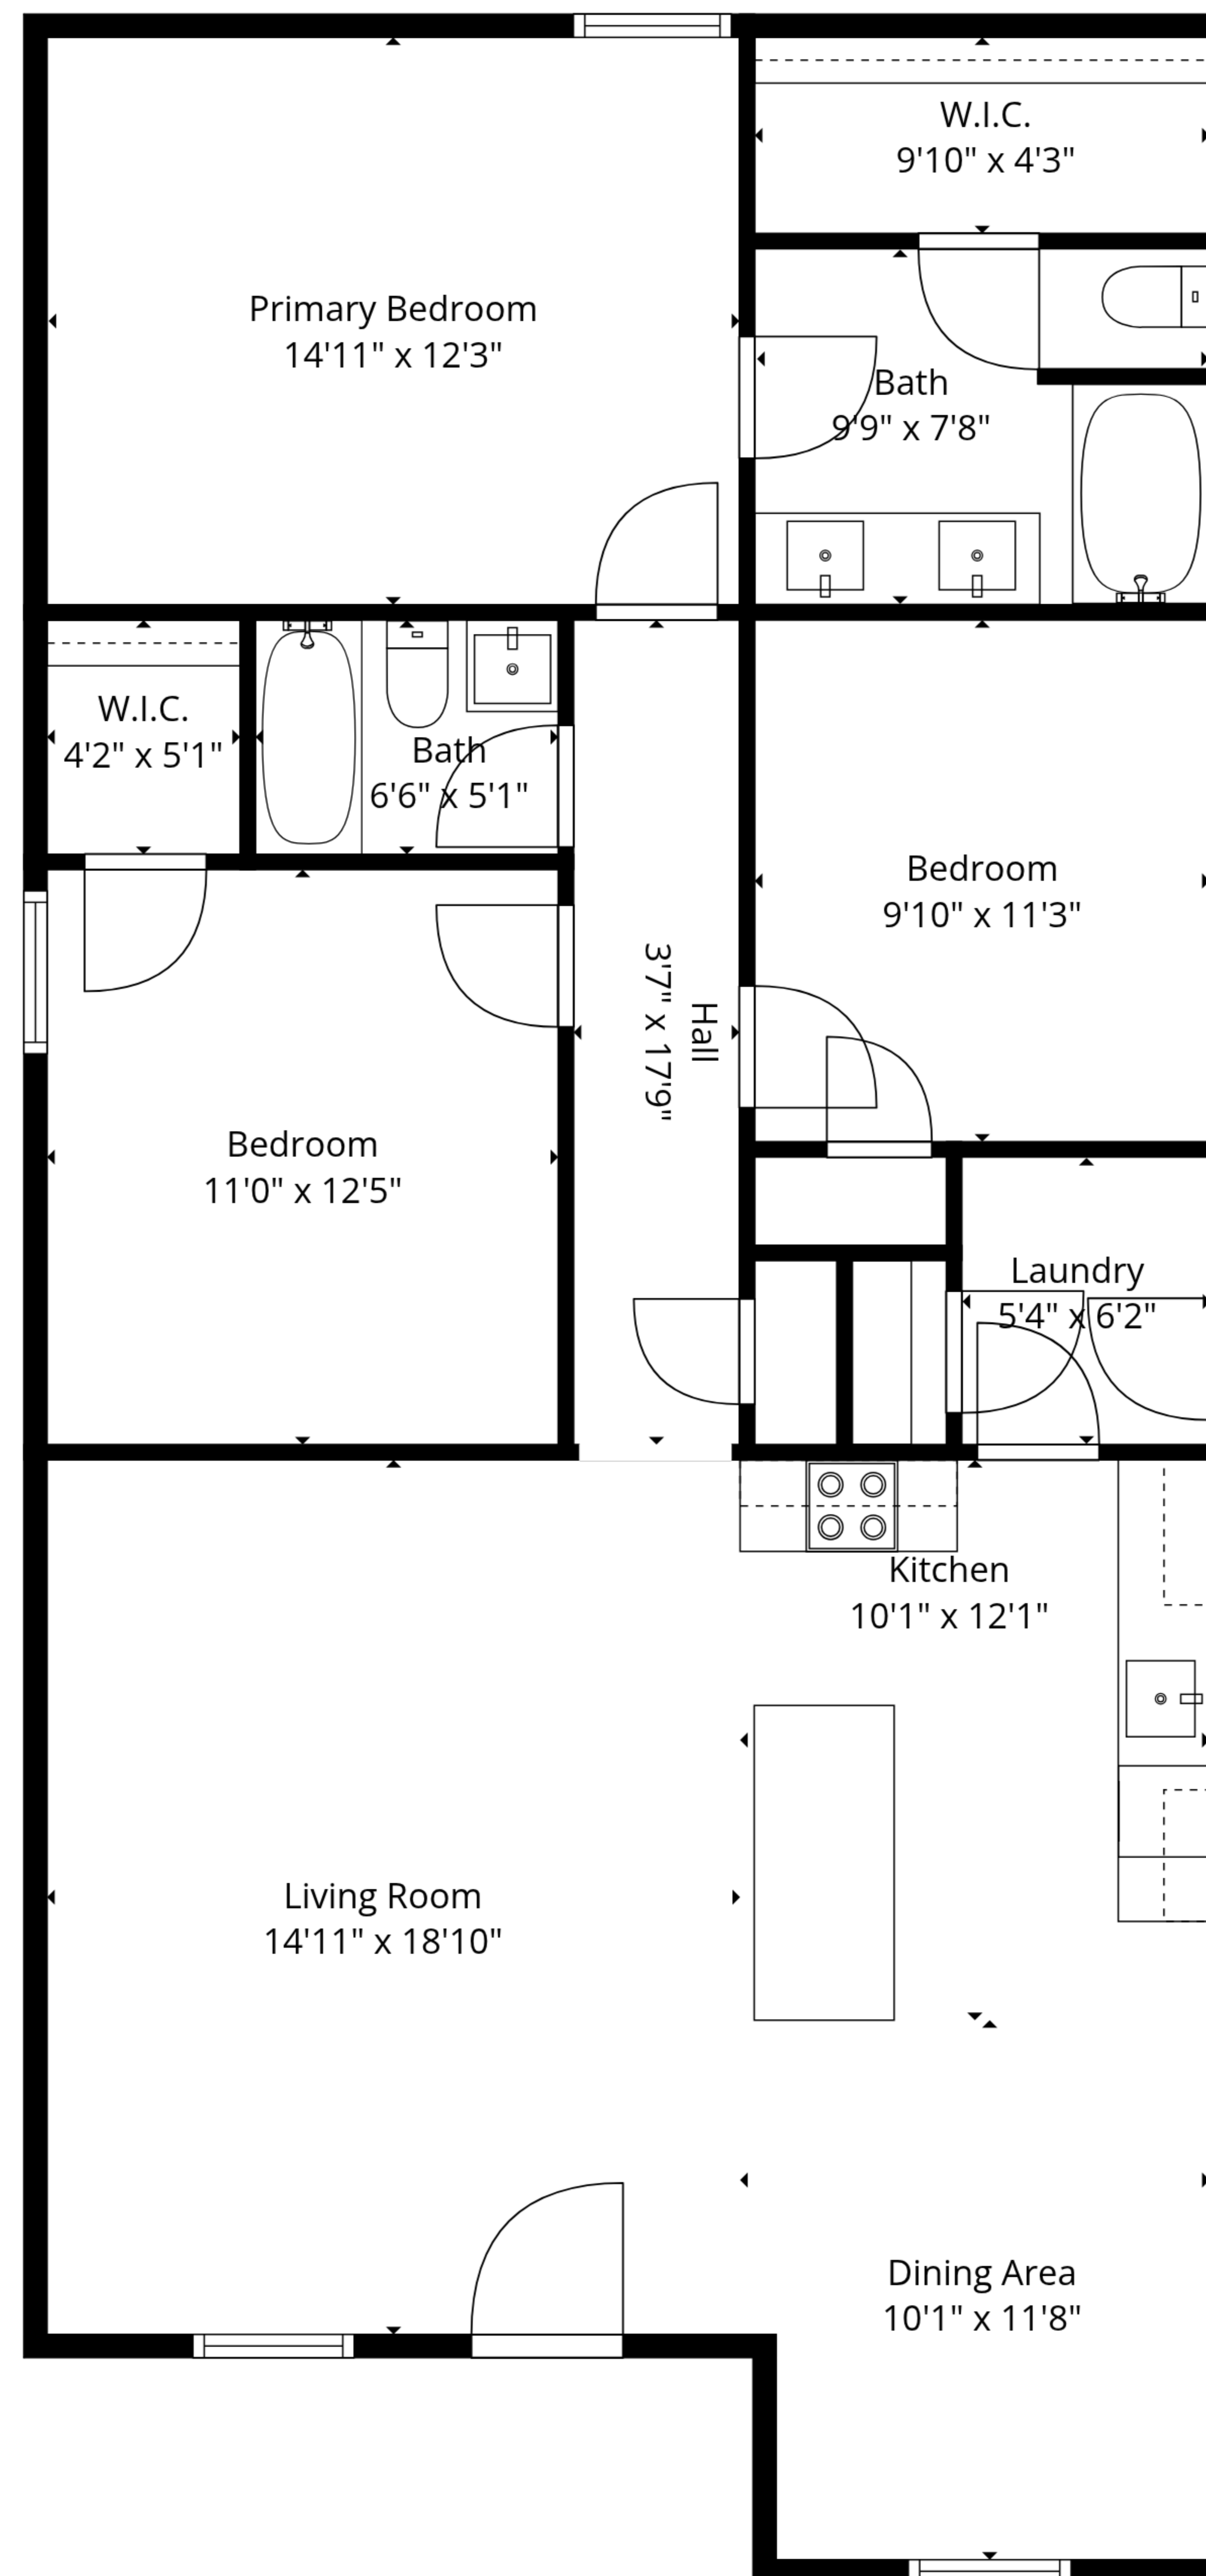 W.I.C.
9'10" x 4'3"
Primary Bedroom
14'11" x 12'3"
Bath
9'9" x 7'8"
W.I.C.
4'2" x 5'1"
Bath
6'6" x 5'1"
Bedroom
9'10" x 11'3"
Hall
3'7" x 17'9"
Bedroom
11'0" x 12'5"
Laundry
5'4" x 6'2"
Kitchen
10'1" x 12'1"
Living Room
14'11" x 18'10"
Dining Area
10'1" x 11'8"